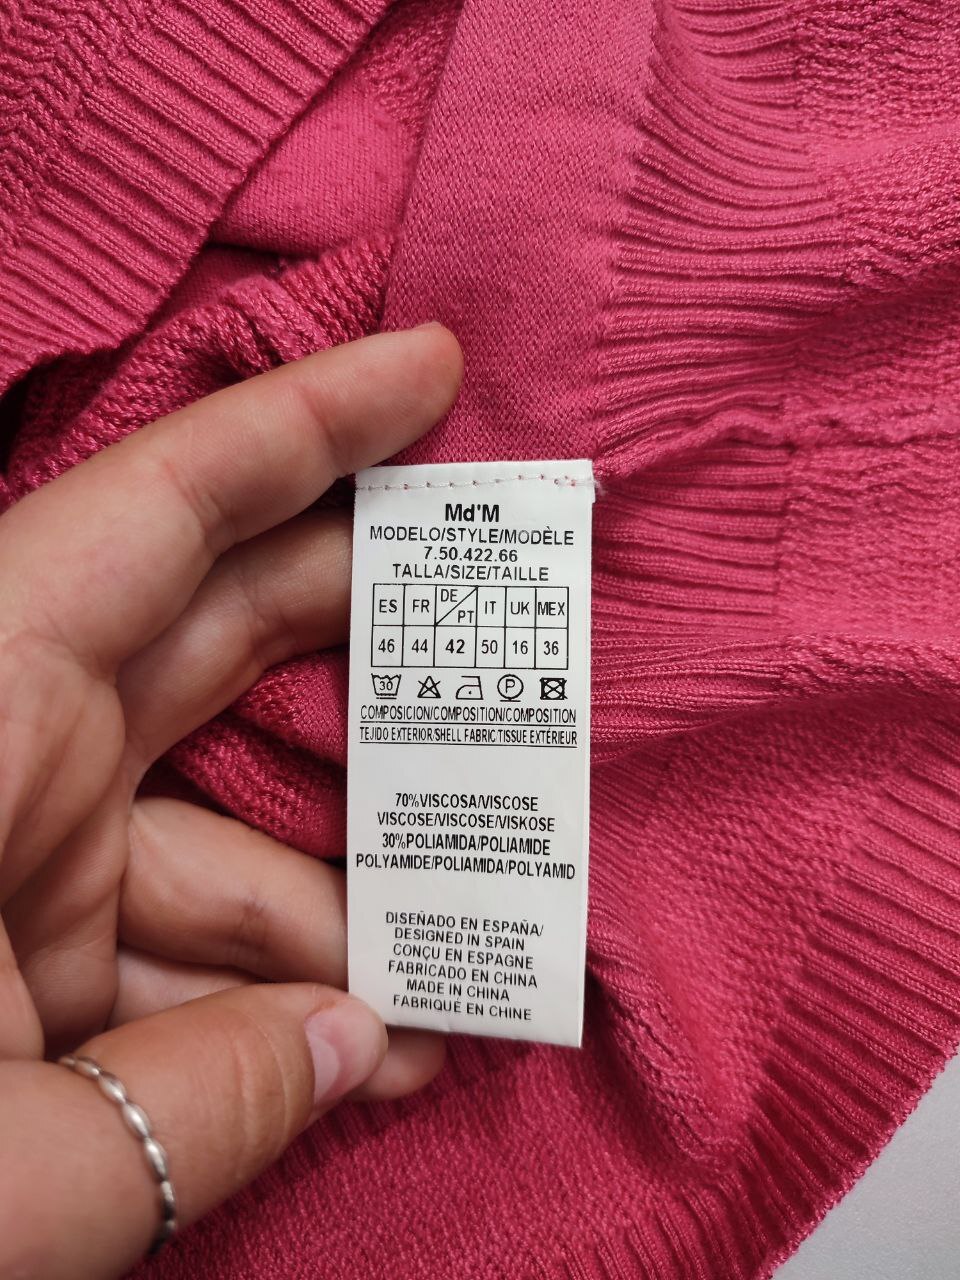 Md'M
MODELO/STYLE/MODÈLE
7.50.422.66
TALLA/SIZE/TAILLE
ES FR DE/PT IT UK MEX
46 44 42 50 16 36
30 P
COMPOSICION/COMPOSITION/COMPOSITION
TEJIDO EXTERIOR/SHELL FABRIC/TISSUE EXTÉRIEUR
70%VISCOSA/VISCOSE
VISCOSE/VISCOSE/VISKOSE
30%POLIAMIDA/POLIAMIDE
POLYAMIDE/POLIAMIDA/POLYAMID
DISEÑADO EN ESPAÑA/
DESIGNED IN SPAIN
CONÇU EN ESPAGNE
FABRICADO EN CHINA
MADE IN CHINA
FABRIQUÉ EN CHINE